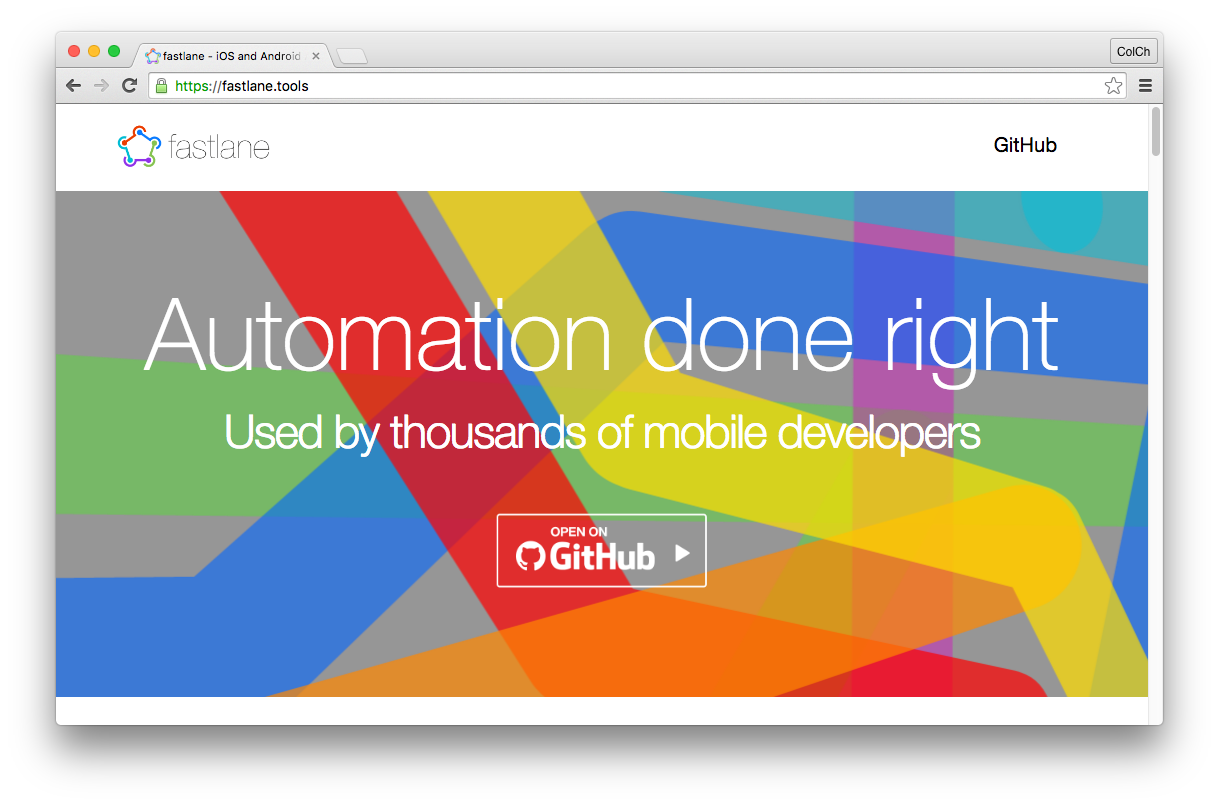 fastlane - iOS and Android
ColCh
https://fastlane.tools
fastlane
GitHub
Automation done right
Used by thousands of mobile developers
OPEN ON
GitHub